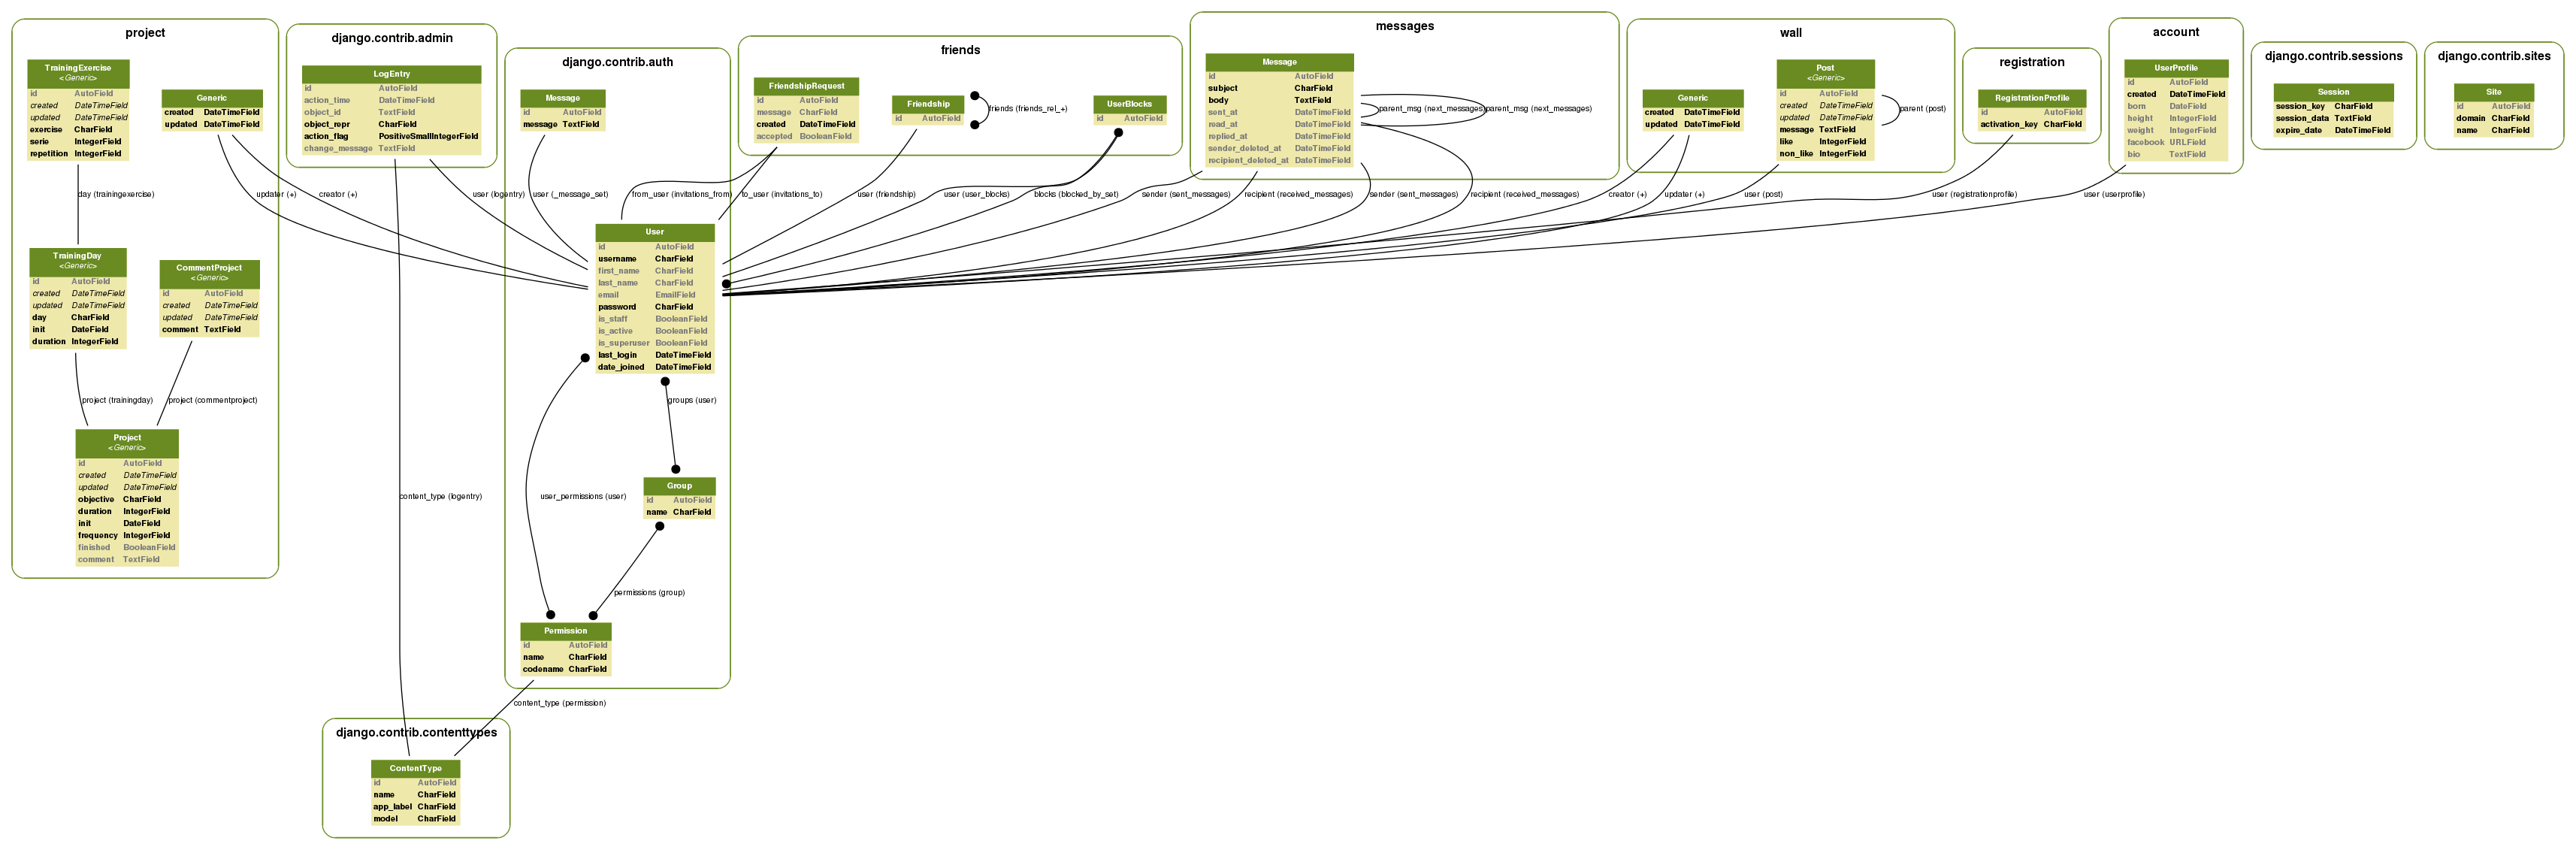 project
TrainingExercise
<Generic>
id AutoField
created DateTimeField
updated DateTimeField
exercise CharField
serie IntegerField
repetition IntegerField
Generic
created DateTimeField
updated DateTimeField
day (trainingexercise)
updater (+)
creator (+)
TrainingDay
<Generic>
id AutoField
created DateTimeField
updated DateTimeField
day CharField
init DateField
duration IntegerField
CommentProject
<Generic>
id AutoField
created DateTimeField
updated DateTimeField
comment TextField
project (trainingday)
project (commentproject)
Project
<Generic>
id AutoField
created DateTimeField
updated DateTimeField
objective CharField
duration IntegerField
init DateField
frequency IntegerField
finished BooleanField
comment TextField
django.contrib.admin
LogEntry
id AutoField
action_time DateTimeField
object_id TextField
object_repr CharField
action_flag PositiveSmallIntegerField
change_message TextField
user (logentry)
content_type (logentry)
django.contrib.auth
Message
id AutoField
message TextField
user (_message_set)
User
id AutoField
username CharField
first_name CharField
last_name CharField
email EmailField
password CharField
is_staff BooleanField
is_active BooleanField
is_superuser BooleanField
last_login DateTimeField
date_joined DateTimeField
groups (user)
user_permissions (user)
Group
id AutoField
name CharField
permissions (group)
Permission
id AutoField
name CharField
codename CharField
content_type (permission)
django.contrib.contenttypes
ContentType
id AutoField
name CharField
app_label CharField
model CharField
friends
FriendshipRequest
id AutoField
message CharField
created DateTimeField
accepted BooleanField
Friendship
id AutoField
friends (friends_rel_+)
UserBlocks
id AutoField
from_user (invitations_from)
to_user (invitations_to)
user (friendship)
user (user_blocks)
blocks (blocked_by_set)
messages
Message
id AutoField
subject CharField
body TextField
sent_at DateTimeField
read_at DateTimeField
replied_at DateTimeField
sender_deleted_at DateTimeField
recipient_deleted_at DateTimeField
parent_msg (next_messages)
parent_msg (next_messages)
sender (sent_messages)
recipient (received_messages)
sender (sent_messages)
recipient (received_messages)
wall
Generic
created DateTimeField
updated DateTimeField
Post
<Generic>
id AutoField
created DateTimeField
updated DateTimeField
message TextField
like IntegerField
non_like IntegerField
parent (post)
creator (+)
updater (+)
user (post)
registration
RegistrationProfile
id AutoField
activation_key CharField
user (registrationprofile)
account
UserProfile
id AutoField
created DateTimeField
born DateField
height IntegerField
weight IntegerField
facebook URLField
bio TextField
user (userprofile)
django.contrib.sessions
Session
session_key CharField
session_data TextField
expire_date DateTimeField
django.contrib.sites
Site
id AutoField
domain CharField
name CharField